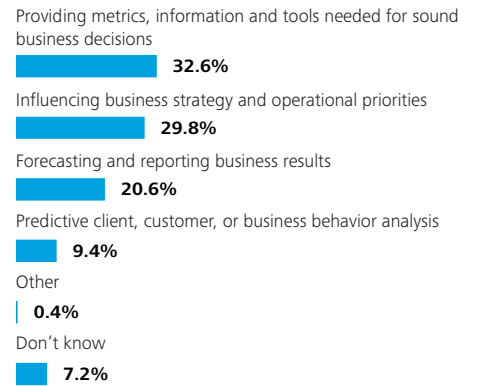 Providing metrics, information and tools needed for sound
business decisions
32.6%
Influencing business strategy and operational priorities
29.8%
Forecasting and reporting business results
20.6%
Predictive client, customer, or business behavior analysis
9.4%
Other
0.4%
Don’t know
7.2%